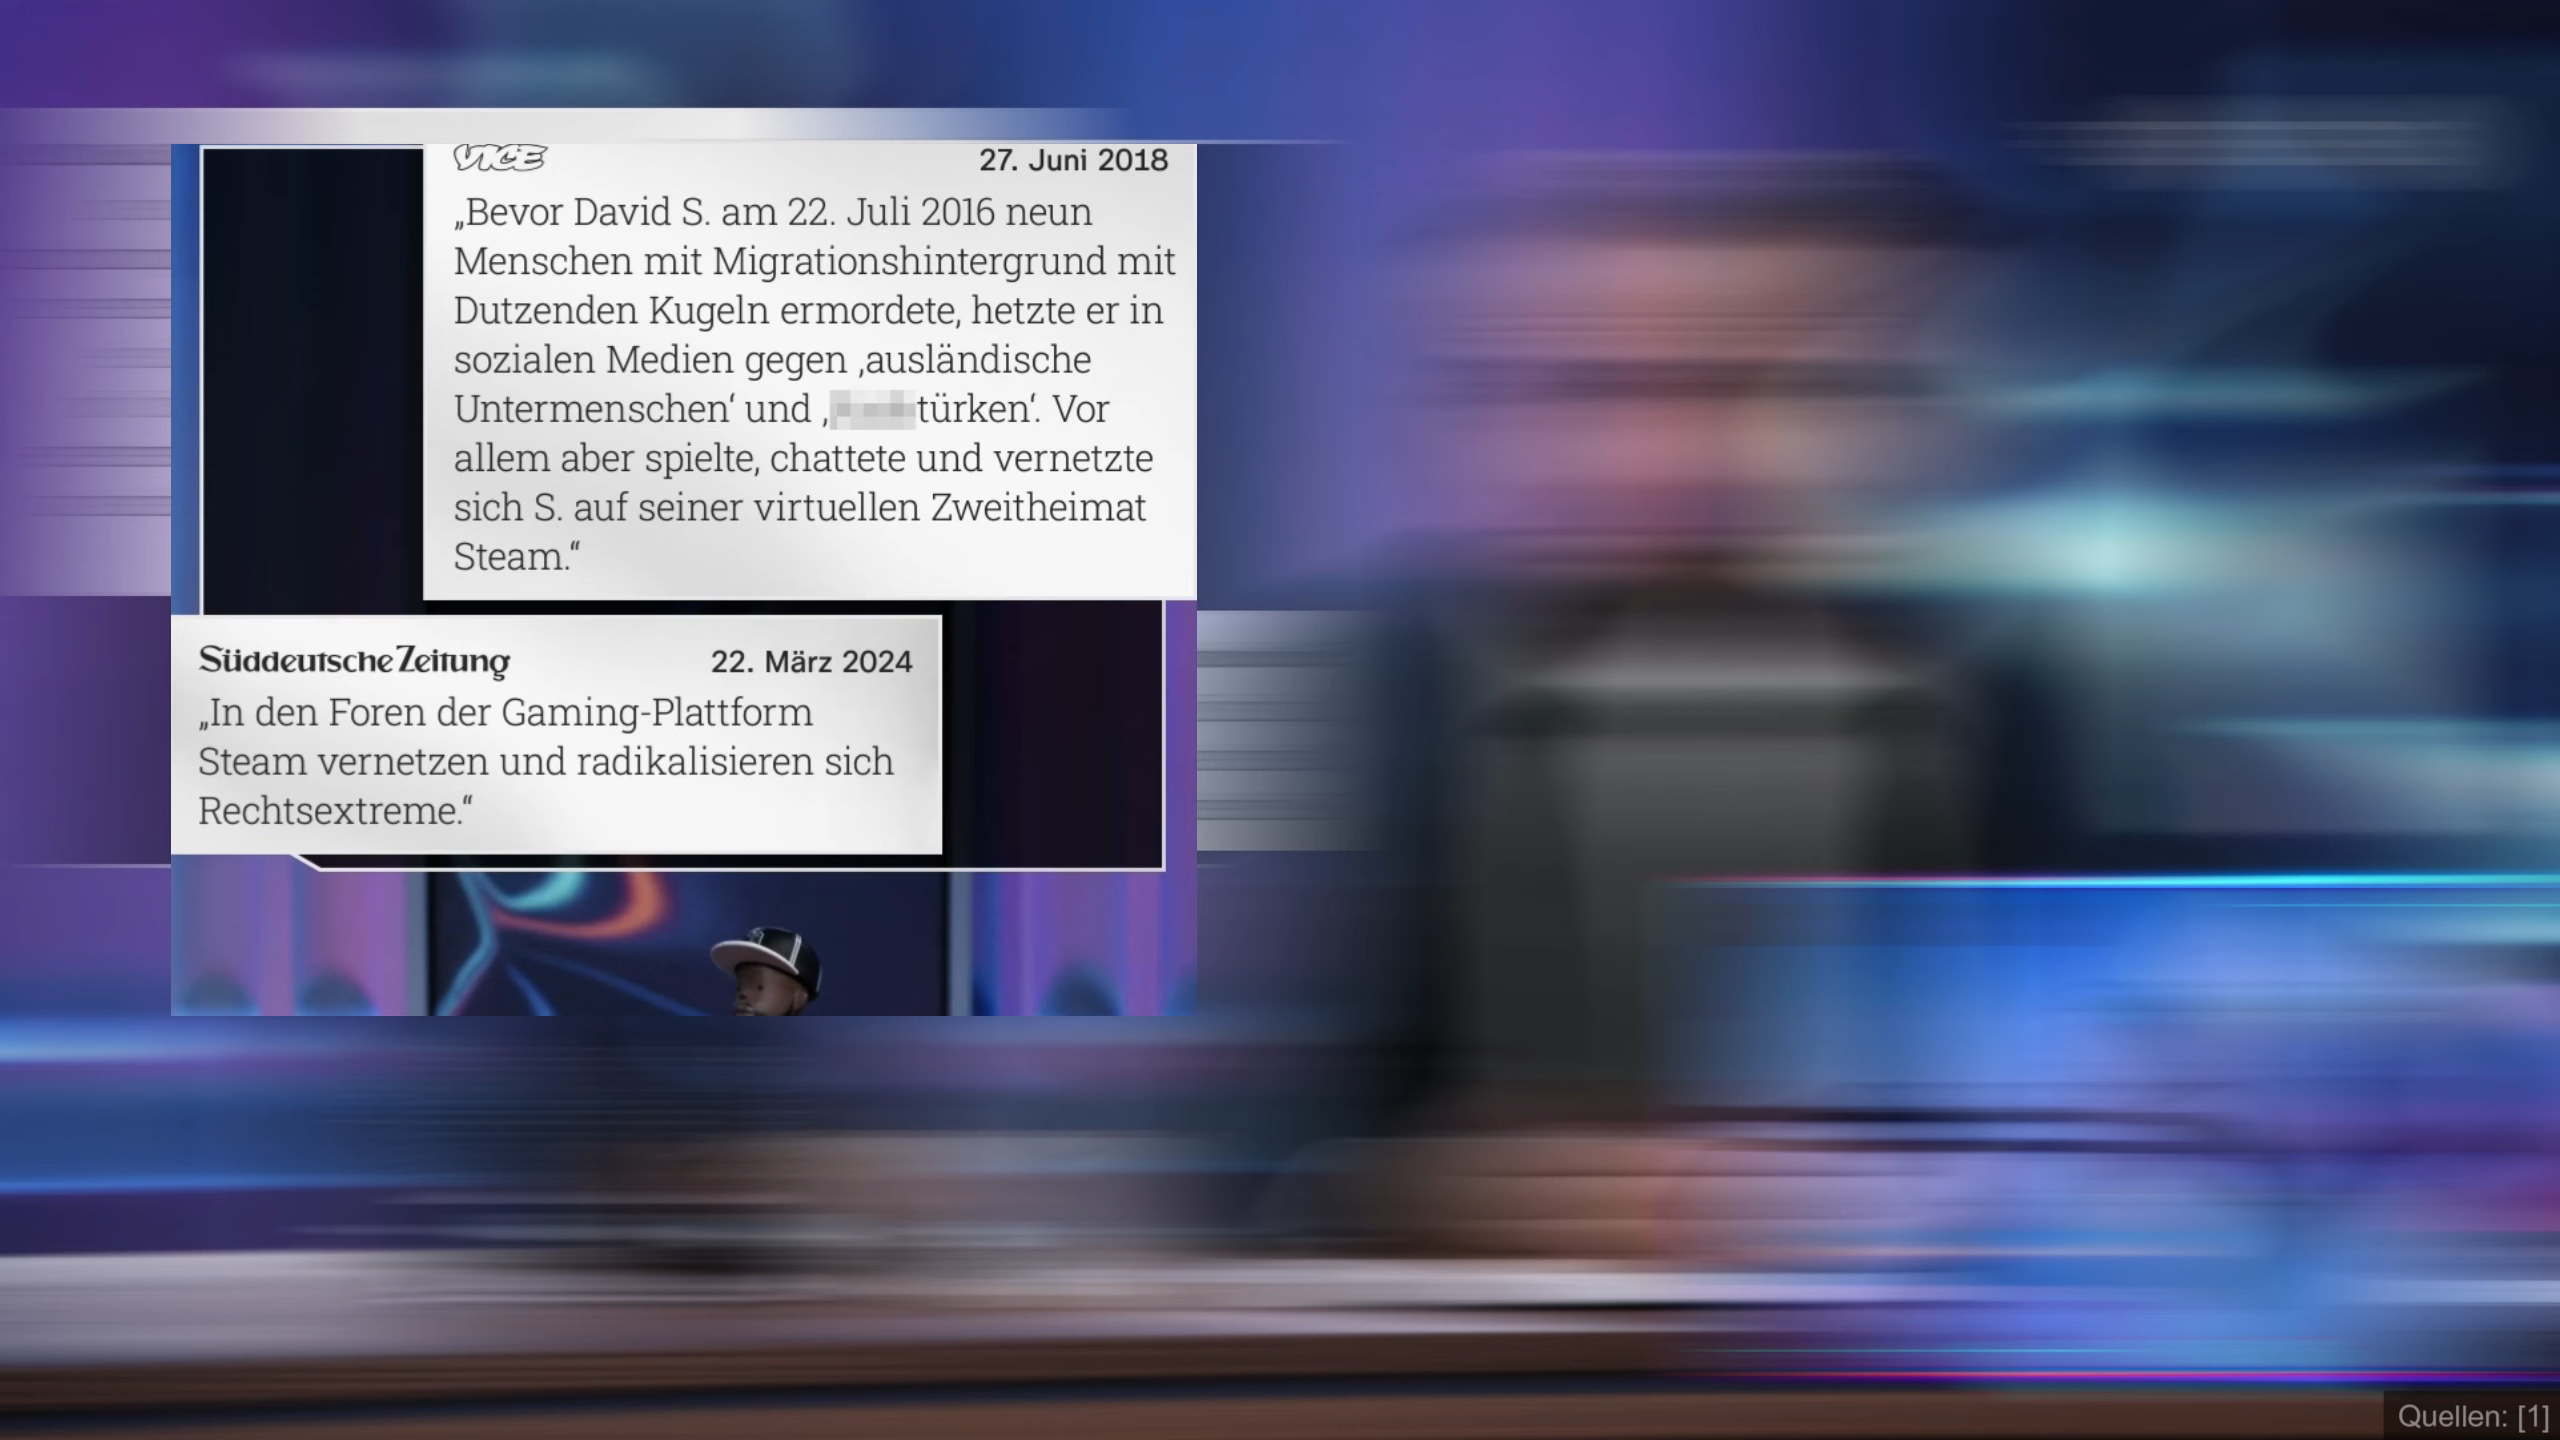 VICE
27. Juni 2018
„Bevor David S. am 22. Juli 2016 neun
Menschen mit Migrationshintergrund mit
Dutzenden Kugeln ermordete, hetzte er in
sozialen Medien gegen ‚ausländische
Untermenschen‘ und ‚türken‘. Vor
allem aber spielte, chattete und vernetzte
sich S. auf seiner virtuellen Zweitheimat
Steam.“
Süddeutsche Zeitung
22. März 2024
„In den Foren der Gaming-Plattform
Steam vernetzen und radikalisieren sich
Rechtsextreme.“
Quellen: [1]